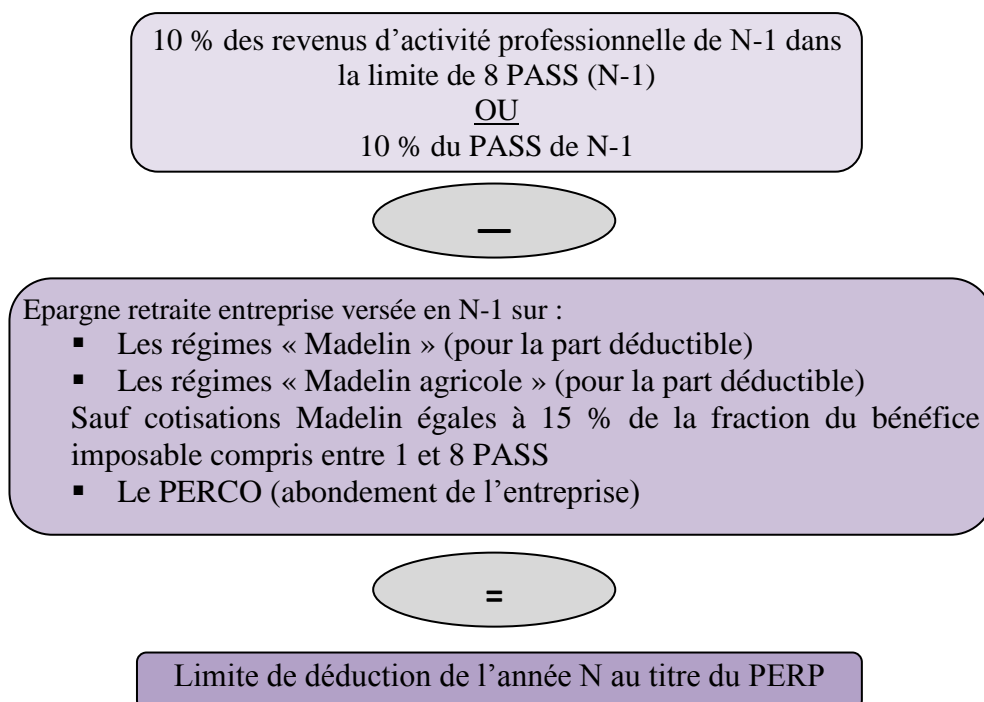 10 % des revenus d’activité professionnelle de N-1 dans
la limite de 8 PASS (N-1)
OU
10 % du PASS de N-1
—
Epargne retraite entreprise versée en N-1 sur :
▪ Les régimes « Madelin » (pour la part déductible)
▪ Les régimes « Madelin agricole » (pour la part déductible)
Sauf cotisations Madelin égales à 15 % de la fraction du bénéfice
imposable compris entre 1 et 8 PASS
▪ Le PERCO (abondement de l’entreprise)
=
Limite de déduction de l’année N au titre du PERP